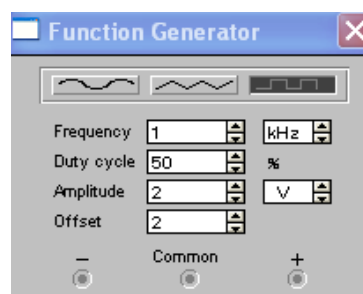 Function Generator
Frequency 1 kHz
Duty cycle 50 %
Amplitude 2 V
Offset 2
− Common +